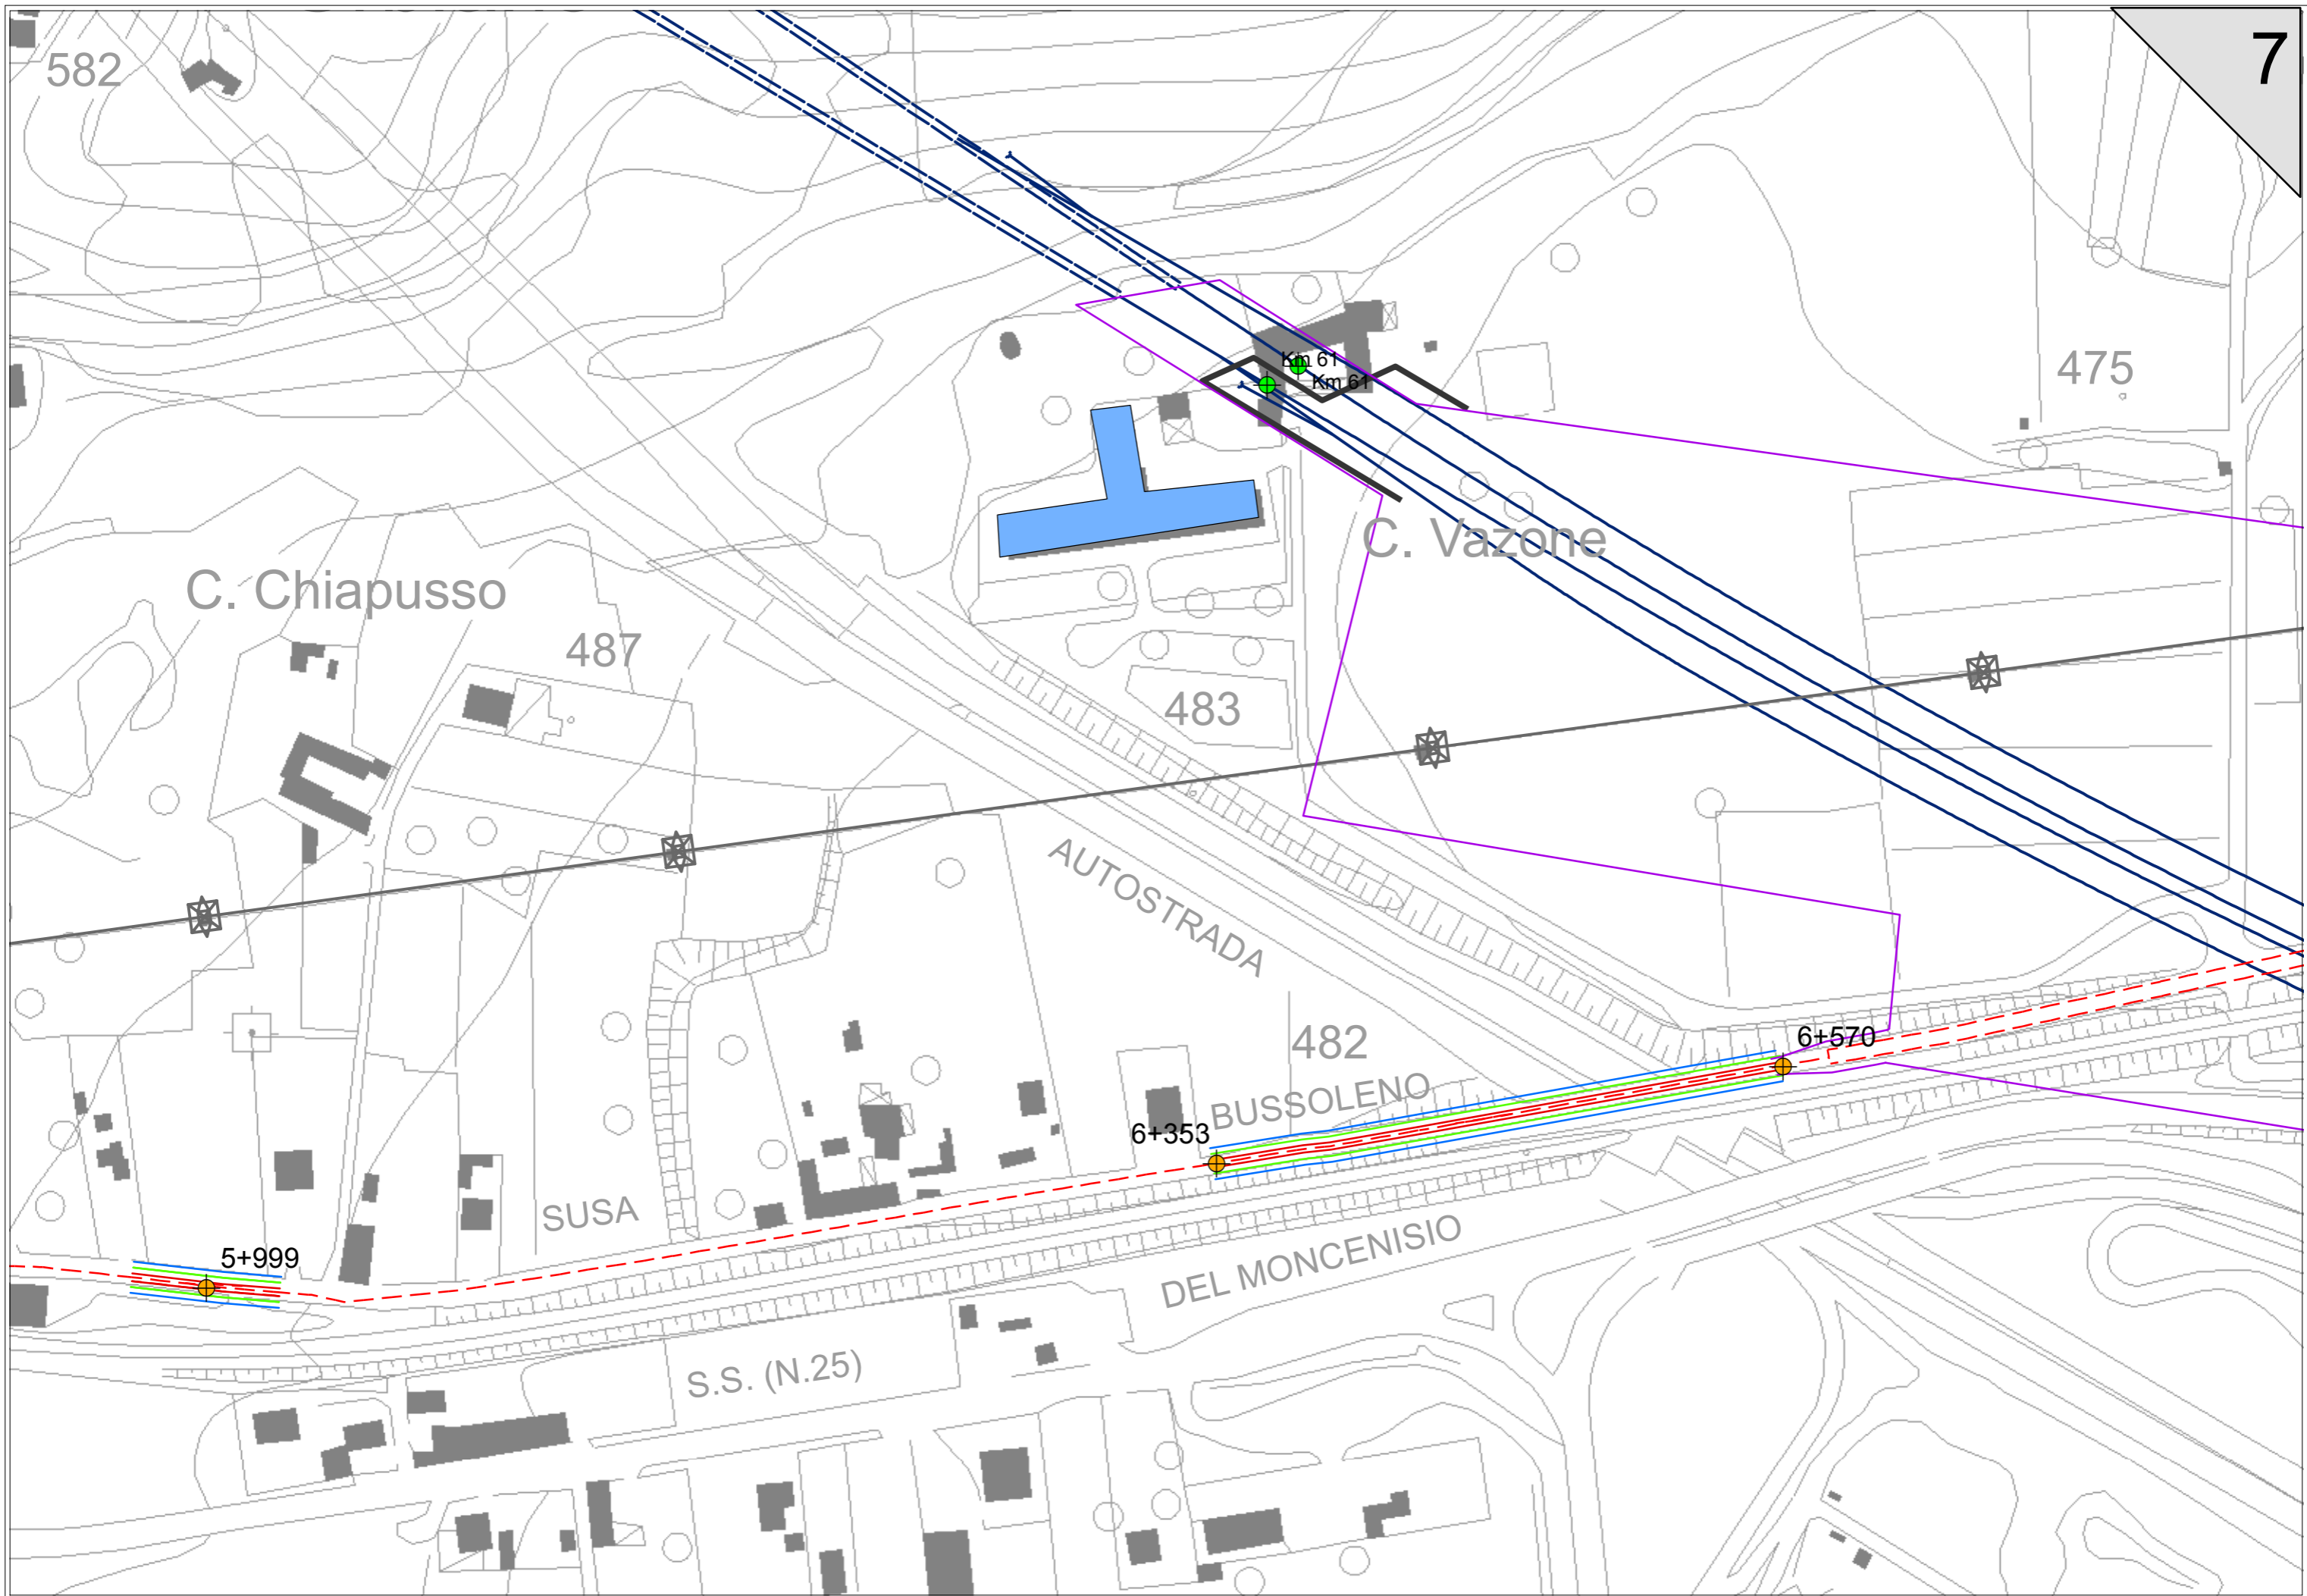 7
582
Km 61
Km 61
475
C. Vazone
C. Chiapusso
487
483
AUTOSTRADA
482
6+570
BUSSOLENO
6+353
SUSA
5+999
DEL MONCENISIO
S.S. (N.25)